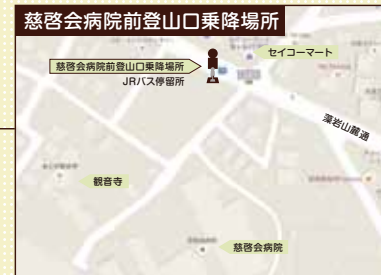 慈啓会病院前登山口乗降場所
セイコーマート
慈啓会病院前登山口乗降場所
JRバス停留所
藻岩山麓通
観音寺
慈啓会病院